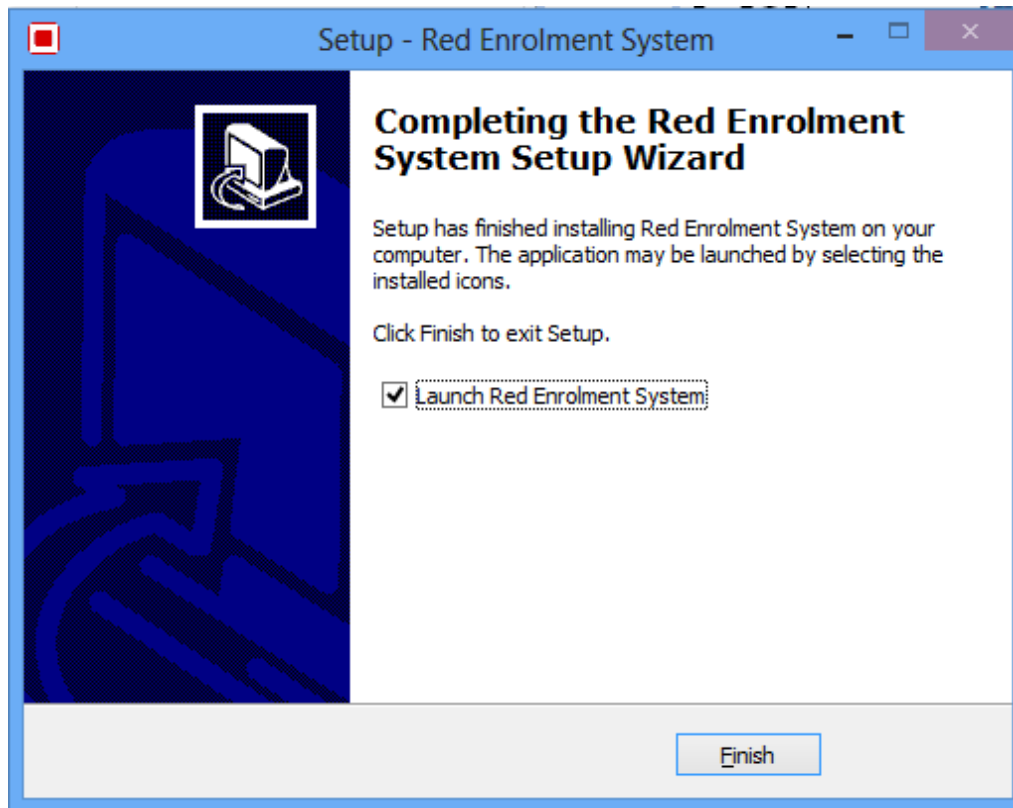 Setup - Red Enrolment System
Completing the Red Enrolment
System Setup Wizard
Setup has finished installing Red Enrolment System on your
computer. The application may be launched by selecting the
installed icons.
Click Finish to exit Setup.
Launch Red Enrolment System
Finish